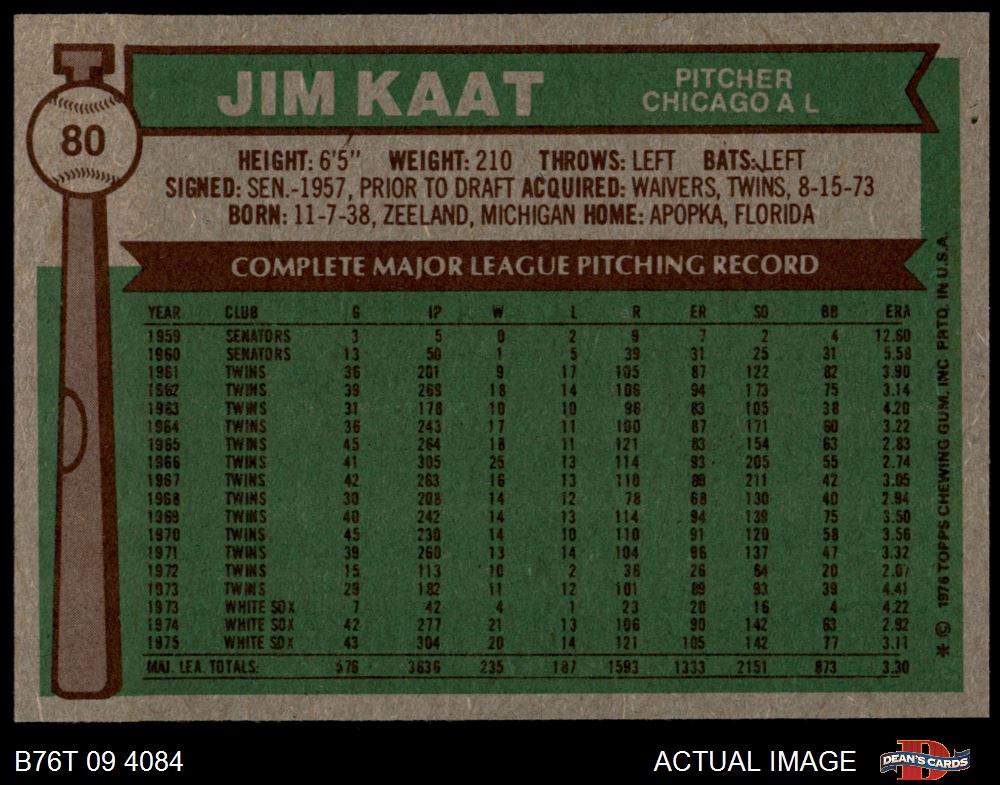 80
JIM KAAT
PITCHER
CHICAGO A L
HEIGHT: 6'5" WEIGHT: 210 THROWS: LEFT BATS: LEFT
SIGNED: SEN.-1957, PRIOR TO DRAFT ACQUIRED: WAIVERS, TWINS, 8-15-73
BORN: 11-7-38, ZEELAND, MICHIGAN HOME: APOPKA, FLORIDA
COMPLETE MAJOR LEAGUE PITCHING RECORD
YEAR CLUB G IP W L R ER SO BB ERA
1959 SENATORS 3 5 0 2 9 7 2 4 12.60
1960 SENATORS 13 50 1 5 39 31 25 31 5.58
1961 TWINS 36 201 9 17 105 87 122 82 3.90
1962 TWINS 39 269 18 14 106 94 173 75 3.14
1963 TWINS 31 178 10 10 96 83 105 38 4.20
1964 TWINS 36 243 17 11 100 87 171 60 3.22
1965 TWINS 45 264 18 11 121 83 154 63 2.83
1966 TWINS 41 305 25 13 114 93 205 55 2.74
1967 TWINS 42 263 16 13 110 89 211 42 3.05
1968 TWINS 30 208 14 12 78 68 130 40 2.94
1969 TWINS 40 242 14 13 114 94 139 75 3.50
1970 TWINS 45 230 14 10 110 91 120 58 3.56
1971 TWINS 39 260 13 14 104 96 137 47 3.32
1972 TWINS 15 113 10 2 36 26 64 20 2.07
1973 TWINS 29 182 11 12 101 89 93 39 4.41
1973 WHITE SOX 7 42 4 1 23 20 16 4 4.22
1974 WHITE SOX 42 277 21 13 106 90 142 63 2.92
1975 WHITE SOX 43 304 20 14 121 105 142 77 3.11
MAJ. LEA. TOTALS: 576 3636 235 187 1593 1333 2151 873 3.30
* © 1976 TOPPS CHEWING GUM, INC. PRTD. IN U.S.A.
B76T 09 4084
ACTUAL IMAGE
DEAN'S CARDS